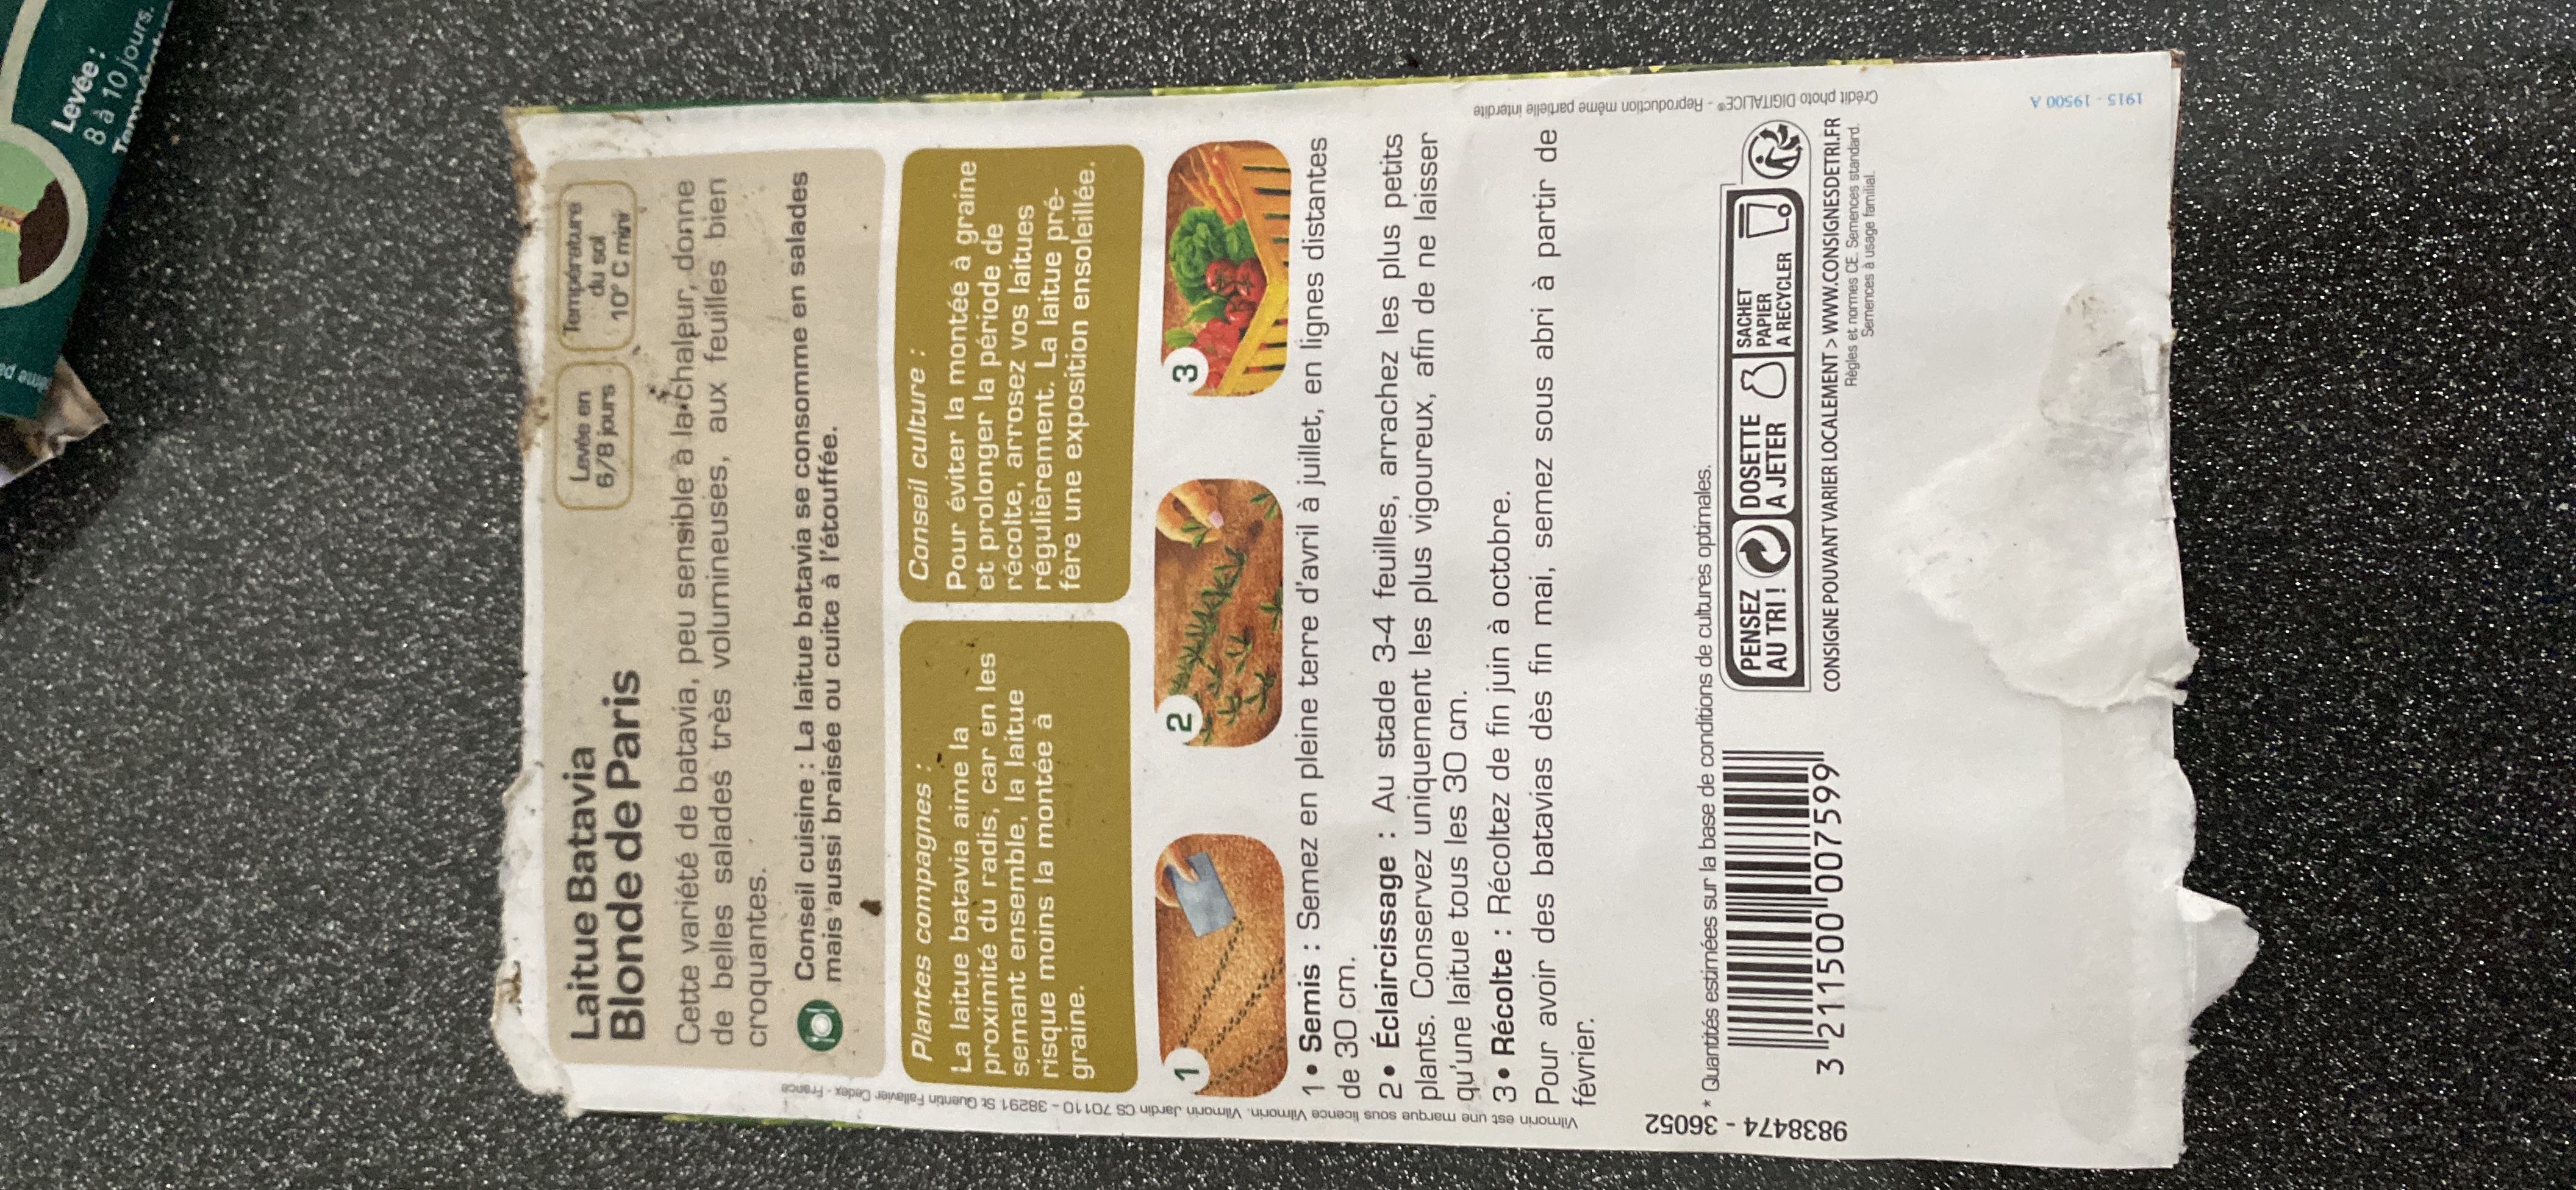 Laitue Batavia
Blonde de Paris
Levée en
6/8 jours
Température
du sol
10° C mini
Cette variété de batavia, peu sensible à la chaleur, donne
de belles salades très volumineuses, aux feuilles bien
croquantes.
Conseil cuisine : La laitue batavia se consomme en salades
mais aussi braisée ou cuite à l'étouffée.
Plantes compagnes :
La laitue batavia aime la
proximité du radis, car en les
semant ensemble, la laitue
risque moins la montée à
graine.
Conseil culture :
Pour éviter la montée à graine
et prolonger la période de
récolte, arrosez vos laitues
régulièrement. La laitue pré-
fère une exposition ensoleillée.
1
2
3
1 • Semis : Semez en pleine terre d'avril à juillet, en lignes distantes
de 30 cm.
2 • Éclaircissage : Au stade 3-4 feuilles, arrachez les plus petits
plants. Conservez uniquement les plus vigoureux, afin de ne laisser
qu'une laitue tous les 30 cm.
3 • Récolte : Récoltez de fin juin à octobre.
Pour avoir des batavias dès fin mai, semez sous abri à partir de
février.
* Quantités estimées sur la base de conditions de cultures optimales.
PENSEZ
AU TRI !
DOSETTE
A JETER
SACHET
PAPIER
A RECYCLER
CONSIGNE POUVANT VARIER LOCALEMENT > WWW.CONSIGNESDETRI.FR
Règles et normes CE. Semences standard.
Semences à usage familial.
3 211500 007599
9838474 - 36052
Vilmorin est une marque sous licence Vilmorin. Vilmorin Jardin CS 70110 - 38291 St Quentin Fallavier Cedex - France
Crédit photo DIGITALICE® - Reproduction même partielle interdite
1915 - 19500 A
Levée :
8 à 10 jours.